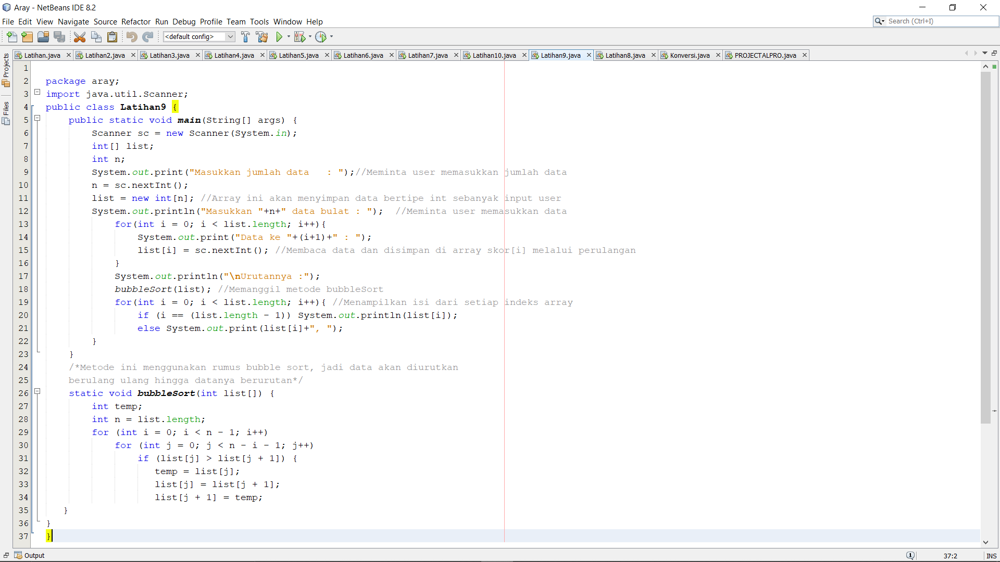 Aray - NetBeans IDE 8.2
File Edit View Navigate Source Refactor Run Debug Profile Team Tools Window Help
Search (Ctrl+I)
<default config>
Latihan.java Latihan2.java Latihan3.java Latihan4.java Latihan5.java Latihan6.java Latihan7.java Latihan10.java Latihan9.java Latihan8.java Konversi.java PROJECTALPRO.java
Projects
Files
1
2 package aray;
3 import java.util.Scanner;
4 public class Latihan9 {
5 public static void main(String[] args) {
6 Scanner sc = new Scanner(System.in);
7 int[] list;
8 int n;
9 System.out.print("Masukkan jumlah data   : ");//Meminta user memasukkan jumlah data
10 n = sc.nextInt();
11 list = new int[n]; //Array ini akan menyimpan data bertipe int sebanyak input user
12 System.out.println("Masukkan "+n+" data bulat : ");  //Meminta user memasukkan data
13 for(int i = 0; i < list.length; i++){
14 System.out.print("Data ke "+(i+1)+" : ");
15 list[i] = sc.nextInt(); //Membaca data dan disimpan di array skor[i] melalui perulangan
16 }
17 System.out.println("\nUrutannya :");
18 bubbleSort(list); //Memanggil metode bubbleSort
19 for(int i = 0; i < list.length; i++){ //Menampilkan isi dari setiap indeks array
20 if (i == (list.length - 1)) System.out.println(list[i]);
21 else System.out.print(list[i]+", ");
22 }
23 }
24 /*Metode ini menggunakan rumus bubble sort, jadi data akan diurutkan
25 berulang ulang hingga datanya berurutan*/
26 static void bubbleSort(int list[]) {
27 int temp;
28 int n = list.length;
29 for (int i = 0; i < n - 1; i++)
30 for (int j = 0; j < n - i - 1; j++)
31 if (list[j] > list[j + 1]) {
32 temp = list[j];
33 list[j] = list[j + 1];
34 list[j + 1] = temp;
35 }
36 }
37 }
Output
1
37:2
INS